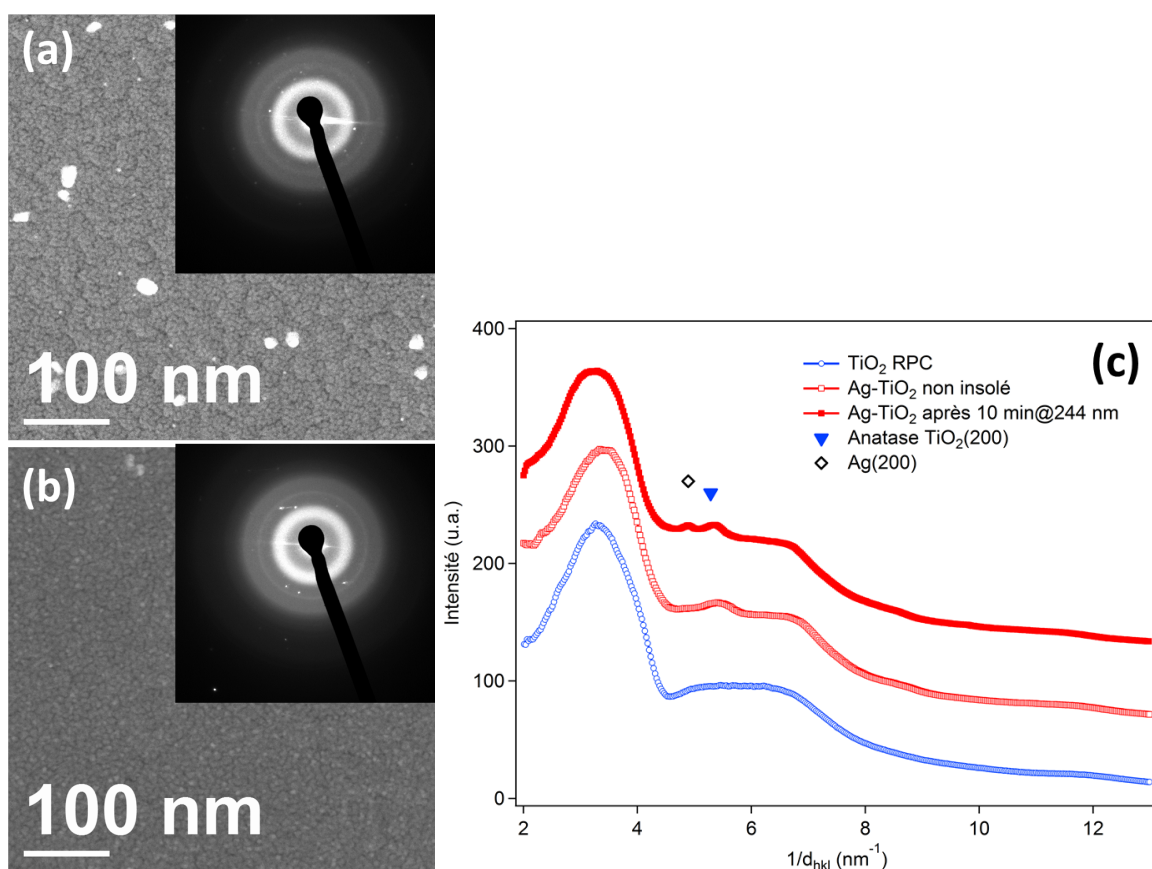 (a)
100 nm
(b)
100 nm
(c)
TiO₂ RPC
Ag-TiO₂ non insolé
Ag-TiO₂ après 10 min@244 nm
Anatase TiO₂(200)
Ag(200)
Intensité (u.a.)
400
300
200
100
0
2 4 6 8 10 12
1/dₕₖₗ (nm⁻¹)